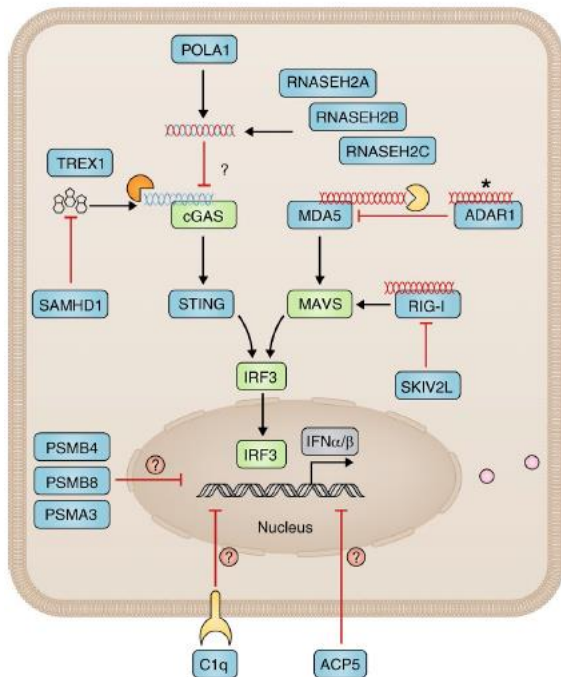 POLA1
RNASEH2A
RNASEH2B
RNASEH2C
?
TREX1
cGAS
MDA5
*
ADAR1
SAMHD1
STING
MAVS
RIG-I
IRF3
SKIV2L
PSMB4
PSMB8
PSMA3
?
IRF3
IFNα/β
Nucleus
?
?
C1q
ACP5